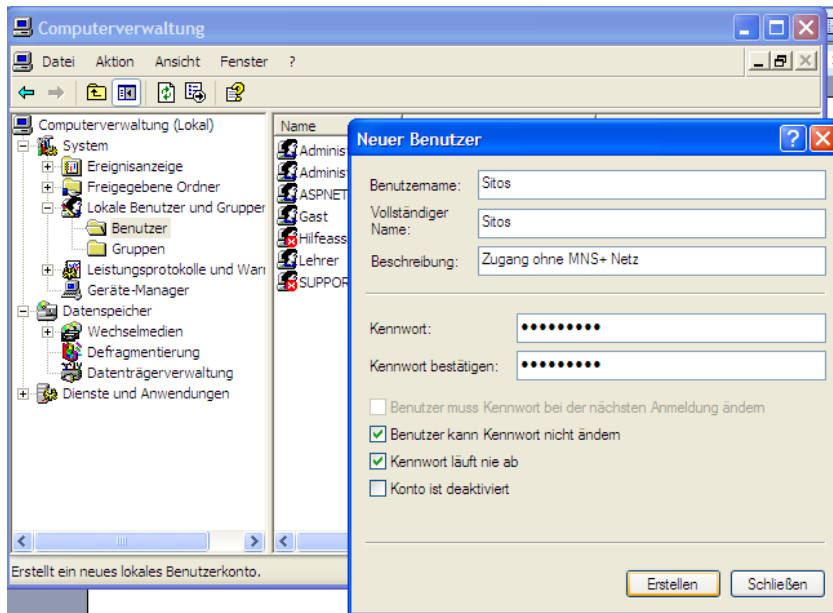 Computerverwaltung
Datei Aktion Ansicht Fenster ?
Computerverwaltung (Lokal)
System
Ereignisanzeige
Freigegebene Ordner
Lokale Benutzer und Gruppen
Benutzer
Gruppen
Leistungsprotokolle und Warn
Geräte-Manager
Datenspeicher
Wechselmedien
Defragmentierung
Datenträgerverwaltung
Dienste und Anwendungen
Name
Adminis
Adminis
ASPNET
Gast
Hilfeass
Lehrer
SUPPOR
Erstellt ein neues lokales Benutzerkonto.
Neuer Benutzer
Benutzername: Sitos
Vollständiger
Name: Sitos
Beschreibung: Zugang ohne MNS+ Netz
Kennwort: •••••••••
Kennwort bestätigen: •••••••••
Benutzer muss Kennwort bei der nächsten Anmeldung ändern
Benutzer kann Kennwort nicht ändern
Kennwort läuft nie ab
Konto ist deaktiviert
Erstellen Schließen